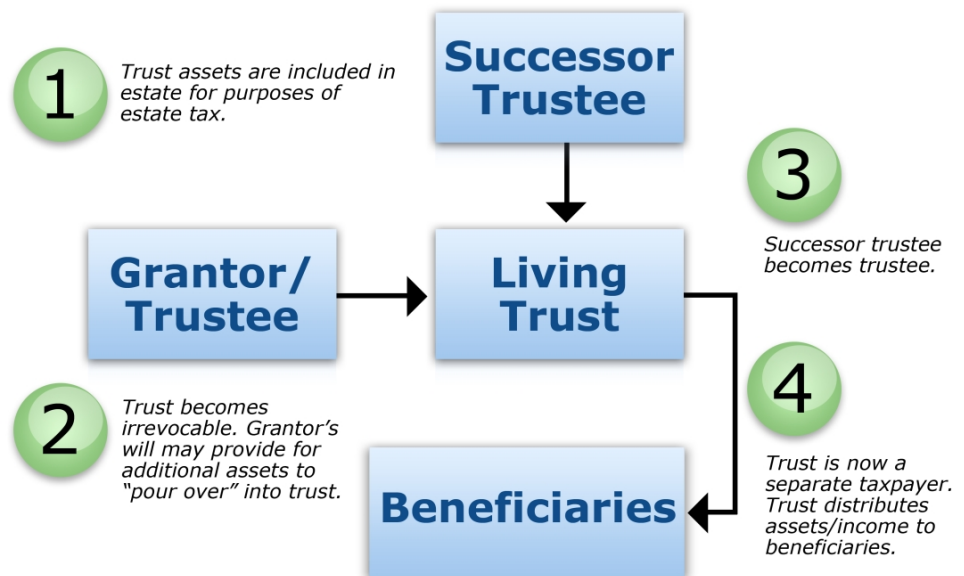 1
Trust assets are included in
estate for purposes of
estate tax.
Successor
Trustee
3
Successor trustee
becomes trustee.
Grantor/
Trustee
Living
Trust
2
Trust becomes
irrevocable. Grantor’s
will may provide for
additional assets to
“pour over” into trust.
4
Trust is now a
separate taxpayer.
Trust distributes
assets/income to
beneficiaries.
Beneficiaries